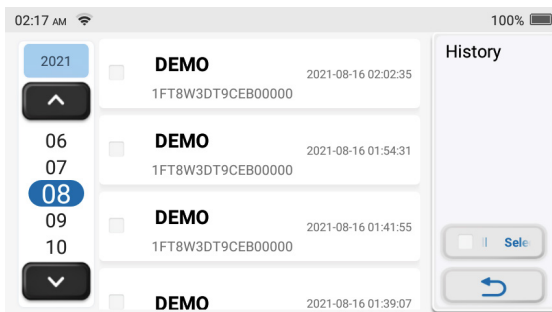 02:17 AM
100%
2021
06
07
08
09
10
DEMO
2021-08-16 02:02:35
1FT8W3DT9CEB00000
DEMO
2021-08-16 01:54:31
1FT8W3DT9CEB00000
DEMO
2021-08-16 01:41:55
1FT8W3DT9CEB00000
DEMO
2021-08-16 01:39:07
History
l Sele